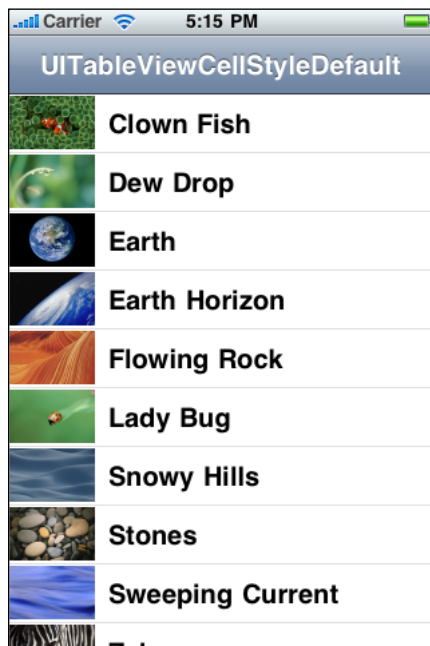 Carrier 5:15 PM
UITableViewCellStyleDefault
Clown Fish
Dew Drop
Earth
Earth Horizon
Flowing Rock
Lady Bug
Snowy Hills
Stones
Sweeping Current